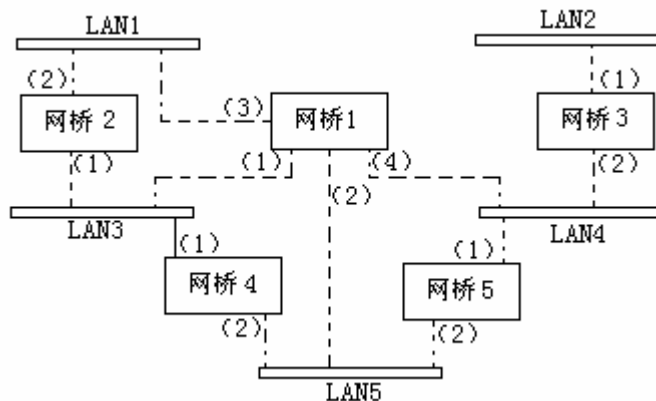 LAN1
LAN2
(2)
(1)
网桥 2
(3)
网桥1
网桥 3
(1)
(1)
(4)
(2)
(2)
LAN3
LAN4
(1)
(1)
网桥 4
网桥 5
(2)
(2)
LAN5